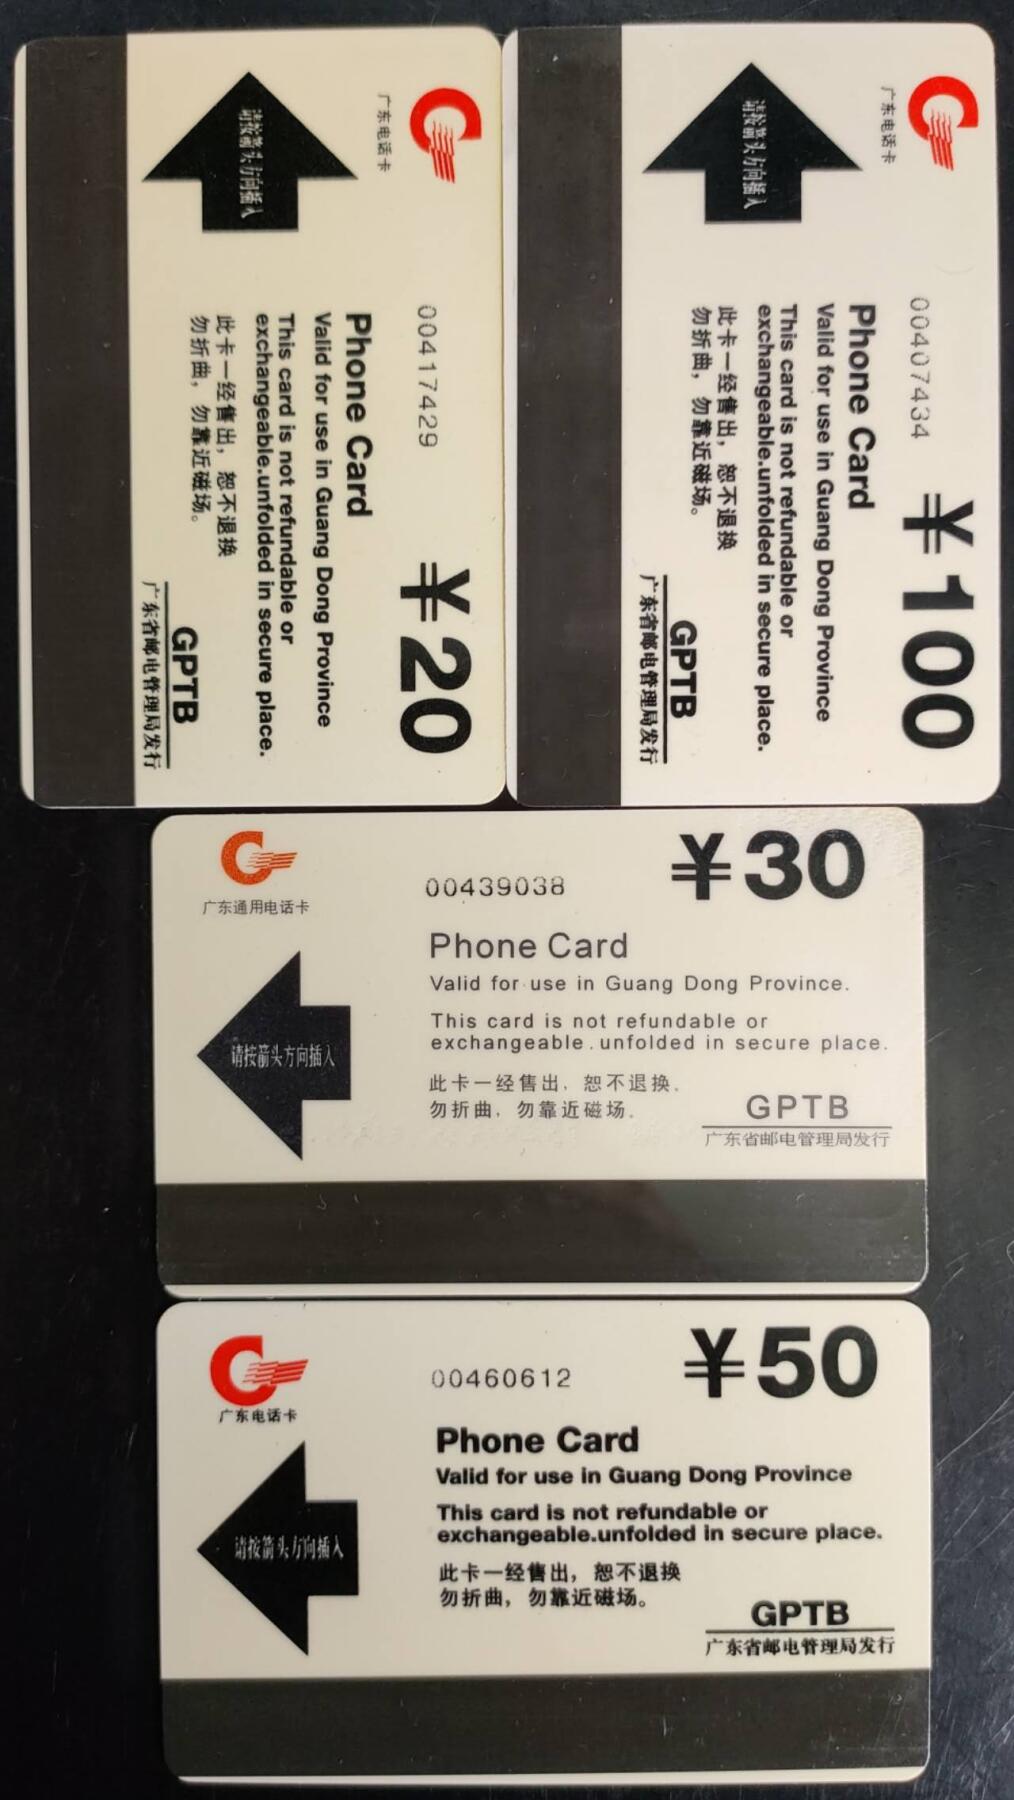 广东电话卡
请按箭头方向插入
00417429
¥20
Phone Card
Valid for use in Guang Dong Province
This card is not refundable or
exchangeable.unfolded in secure place.
此卡一经售出，恕不退换
勿折曲，勿靠近磁场。
GPTB
广东省邮电管理局发行
广东电话卡
请按箭头方向插入
00407434
¥100
Phone Card
Valid for use in Guang Dong Province
This card is not refundable or
exchangeable.unfolded in secure place.
此卡一经售出，恕不退换
勿折曲，勿靠近磁场。
GPTB
广东省邮电管理局发行
广东通用电话卡
请按箭头方向插入
00439038
¥30
Phone Card
Valid for use in Guang Dong Province.
This card is not refundable or
exchangeable.unfolded in secure place.
此卡一经售出，恕不退换。
勿折曲，勿靠近磁场。
GPTB
广东省邮电管理局发行
广东电话卡
请按箭头方向插入
00460612
¥50
Phone Card
Valid for use in Guang Dong Province
This card is not refundable or
exchangeable.unfolded in secure place.
此卡一经售出，恕不退换
勿折曲，勿靠近磁场。
GPTB
广东省邮电管理局发行